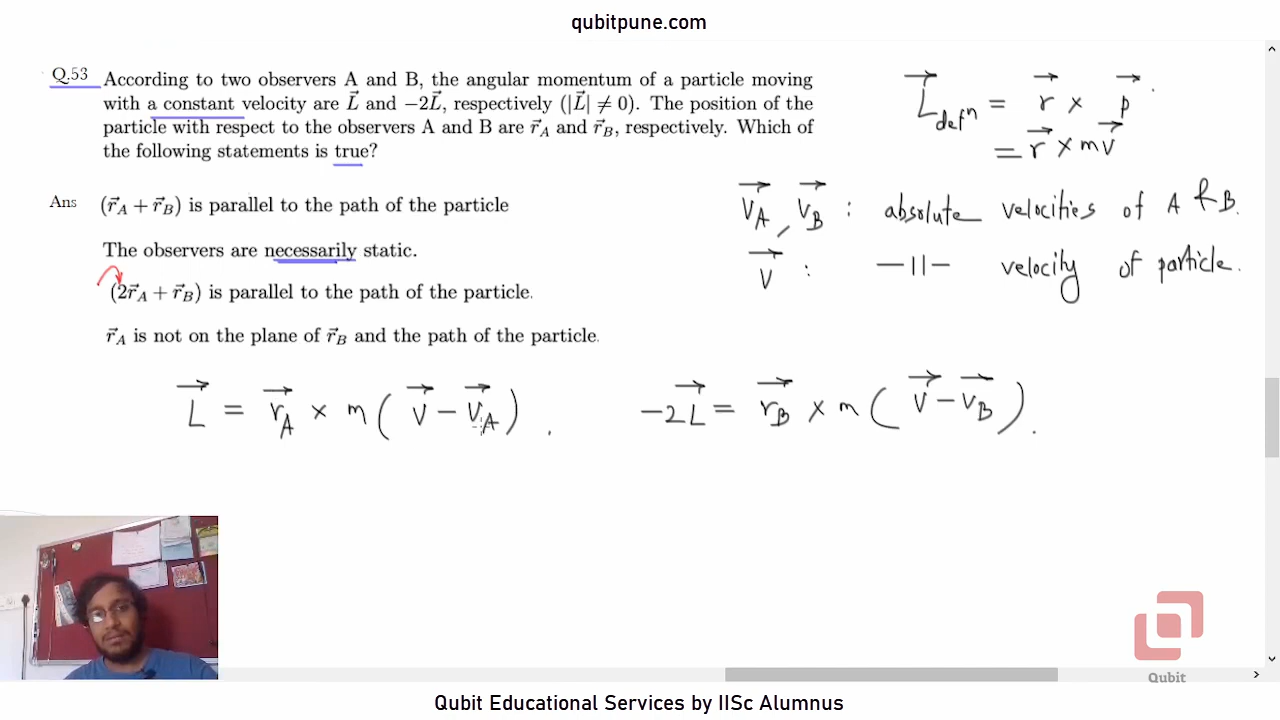 qubitpune.com
Q.53 According to two observers A and B, the angular momentum of a particle moving
with a constant velocity are $\vec{L}$ and $-2\vec{L}$, respectively ($|\vec{L}| \neq 0$). The position of the
particle with respect to the observers A and B are $\vec{r}_A$ and $\vec{r}_B$, respectively. Which of
the following statements is true?
Ans $(\vec{r}_A + \vec{r}_B)$ is parallel to the path of the particle
The observers are necessarily static.
$(2\vec{r}_A + \vec{r}_B)$ is parallel to the path of the particle.
$\vec{r}_A$ is not on the plane of $\vec{r}_B$ and the path of the particle.
$\vec{L}_{defn} = \vec{r} \times \vec{p}$.
$= \vec{r} \times m\vec{v}$
$\vec{v}_A, \vec{v}_B$ : absolute velocities of A & B.
$\vec{v}$ : —11— velocity of particle.
$\vec{L} = \vec{r}_A \times m(\vec{v} - \vec{v}_A)$.
$-2\vec{L} = \vec{r}_B \times m(\vec{v} - \vec{v}_B)$.
Qubit
Qubit Educational Services by IISc Alumnus